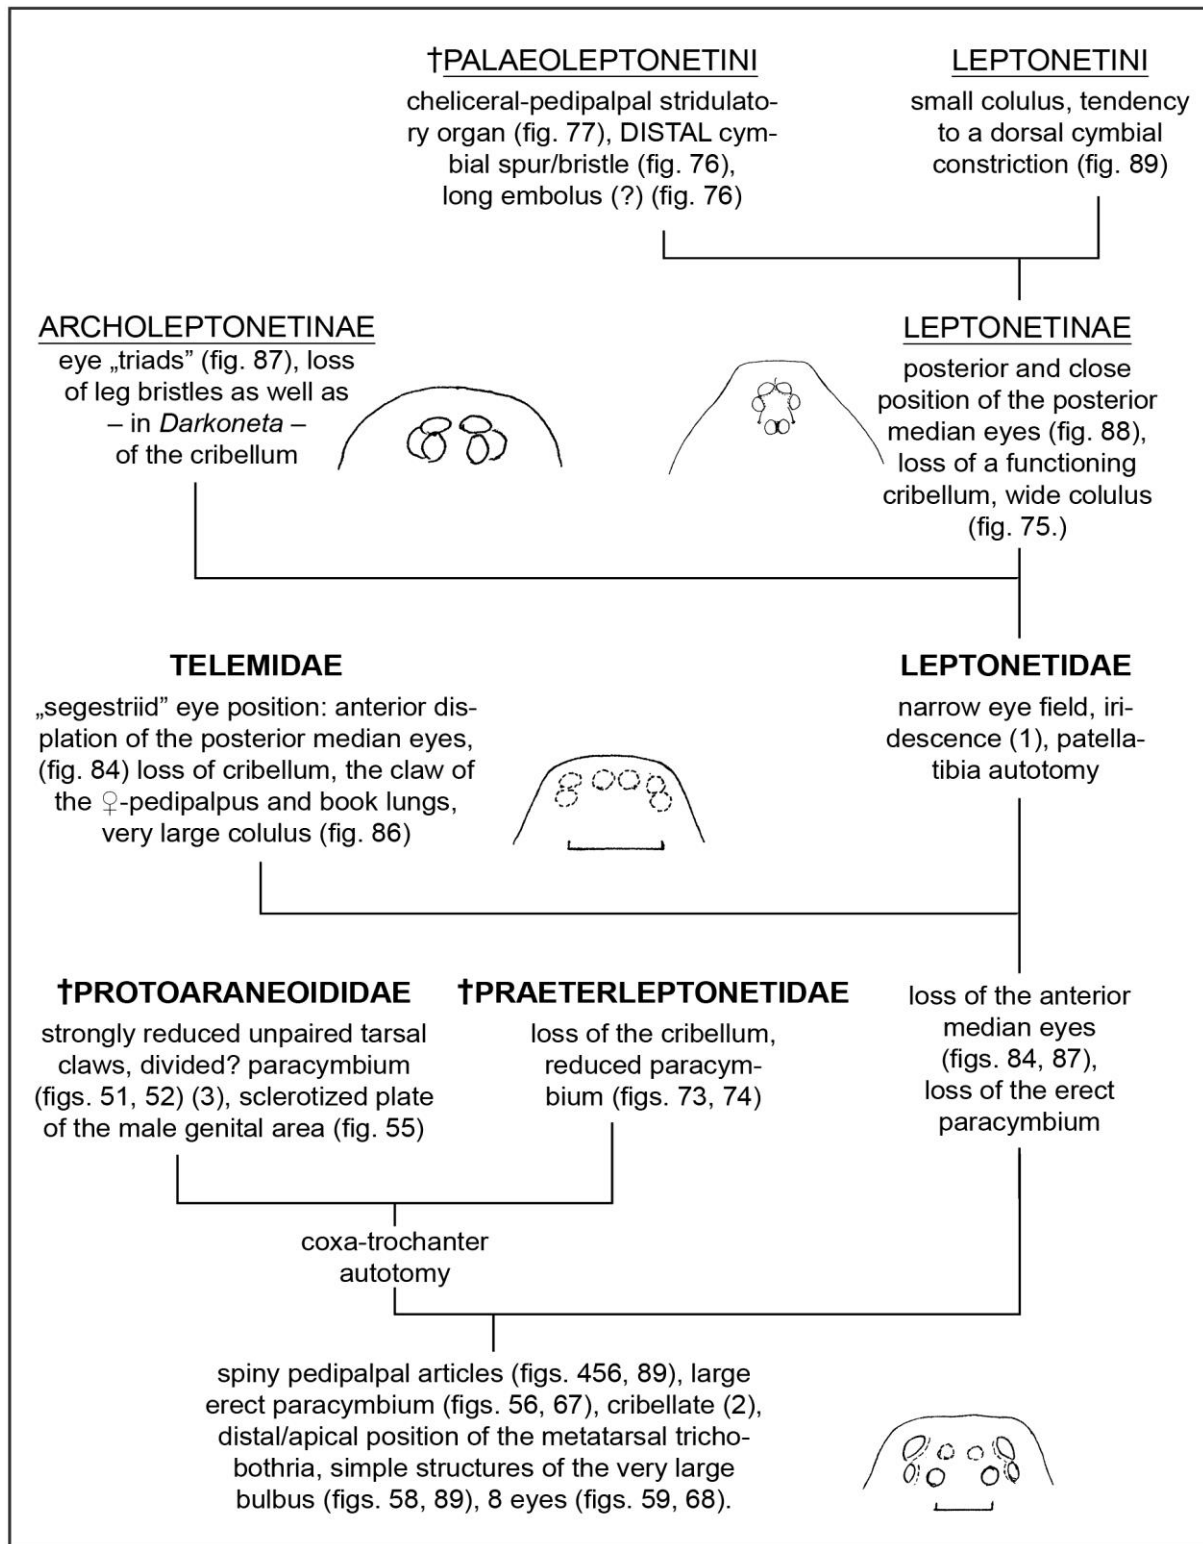 †PALAEOLEPTONETINI
cheliceral-pedipalpal stridulato-
ry organ (fig. 77), DISTAL cym-
bial spur/bristle (fig. 76),
long embolus (?) (fig. 76)
LEPTONETINI
small colulus, tendency
to a dorsal cymbial
constriction (fig. 89)
ARCHOLEPTONETINAE
eye „triads” (fig. 87), loss
of leg bristles as well as
– in Darkoneta –
of the cribellum
LEPTONETINAE
posterior and close
position of the posterior
median eyes (fig. 88),
loss of a functioning
cribellum, wide colulus
(fig. 75.)
TELEMIDAE
„segestriid” eye position: anterior dis-
plation of the posterior median eyes,
(fig. 84) loss of cribellum, the claw of
the ♀-pedipalpus and book lungs,
very large colulus (fig. 86)
LEPTONETIDAE
narrow eye field, iri-
descence (1), patella-
tibia autotomy
†PROTOARANEOIDIDAE
strongly reduced unpaired tarsal
claws, divided? paracymbium
(figs. 51, 52) (3), sclerotized plate
of the male genital area (fig. 55)
†PRAETERLEPTONETIDAE
loss of the cribellum,
reduced paracym-
bium (figs. 73, 74)
loss of the anterior
median eyes
(figs. 84, 87),
loss of the erect
paracymbium
coxa-trochanter
autotomy
spiny pedipalpal articles (figs. 456, 89), large
erect paracymbium (figs. 56, 67), cribellate (2),
distal/apical position of the metatarsal tricho-
bothria, simple structures of the very large
bulbus (figs. 58, 89), 8 eyes (figs. 59, 68).